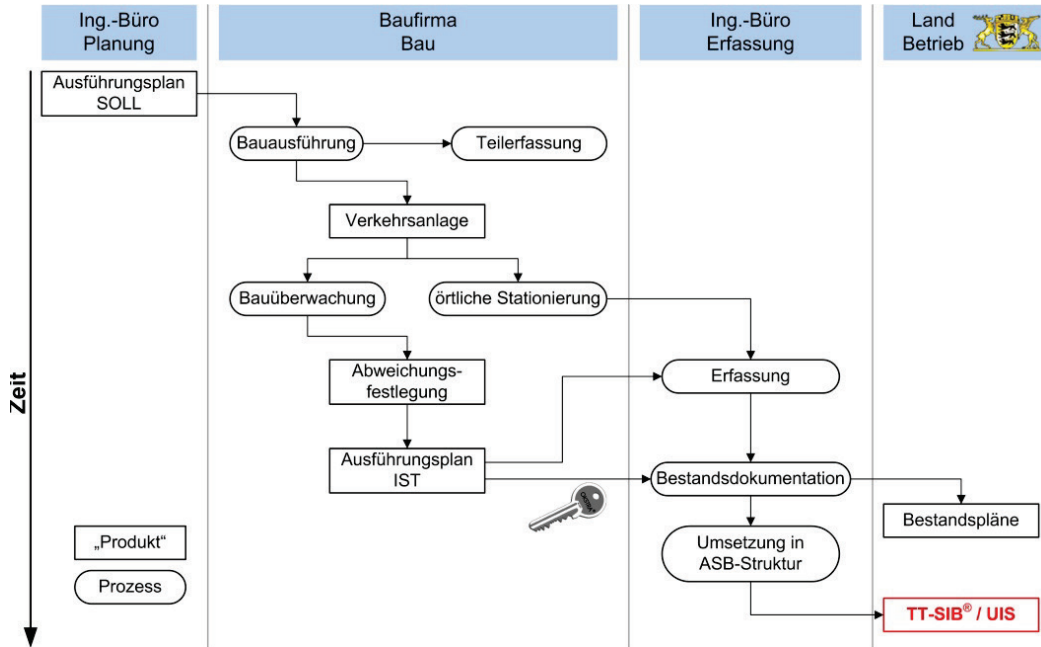 Ing.-Büro
Planung
Baufirma
Bau
Ing.-Büro
Erfassung
Land
Betrieb
Ausführungsplan
SOLL
Bauausführung
Teilerfassung
Verkehrsanlage
Bauüberwachung
örtliche Stationierung
Abweichungs-
festlegung
Erfassung
Zeit
Ausführungsplan
IST
Bestandsdokumentation
Bestandspläne
„Produkt“
Umsetzung in
ASB-Struktur
Prozess
TT-SIB® / UIS